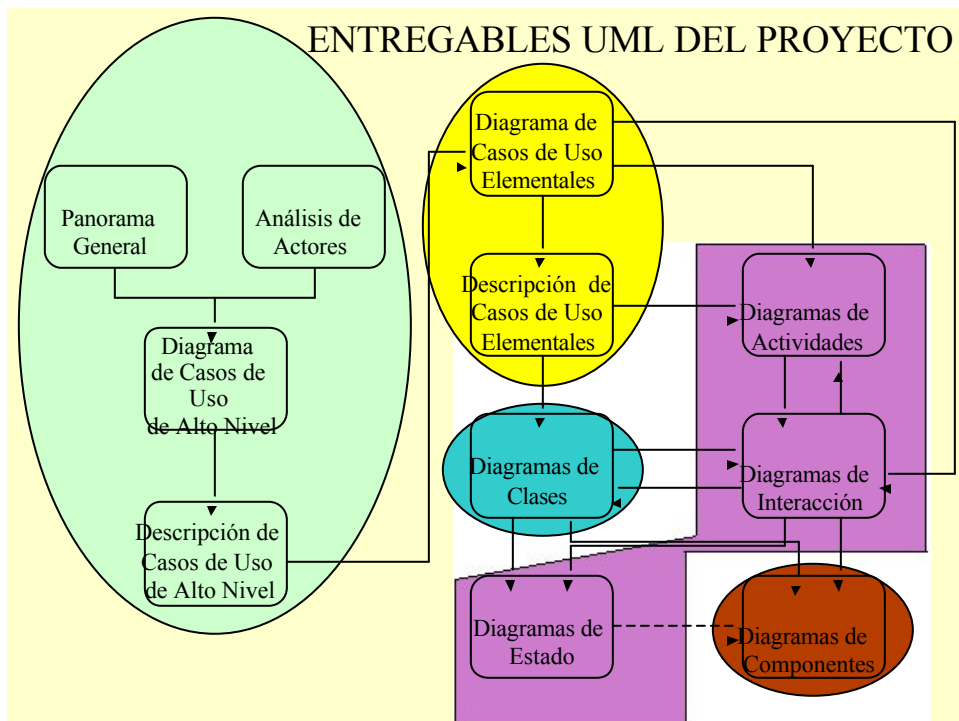 ENTREGABLES UML DEL PROYECTO
Panorama
General
Análisis de
Actores
Diagrama
de Casos de
Uso
de Alto Nivel
Descripción de
Casos de Uso
de Alto Nivel
Diagrama de
Casos de Uso
Elementales
Descripción de
Casos de Uso
Elementales
Diagramas de
Actividades
Diagramas de
Clases
Diagramas de
Interacción
Diagramas de
Estado
Diagramas de
Componentes